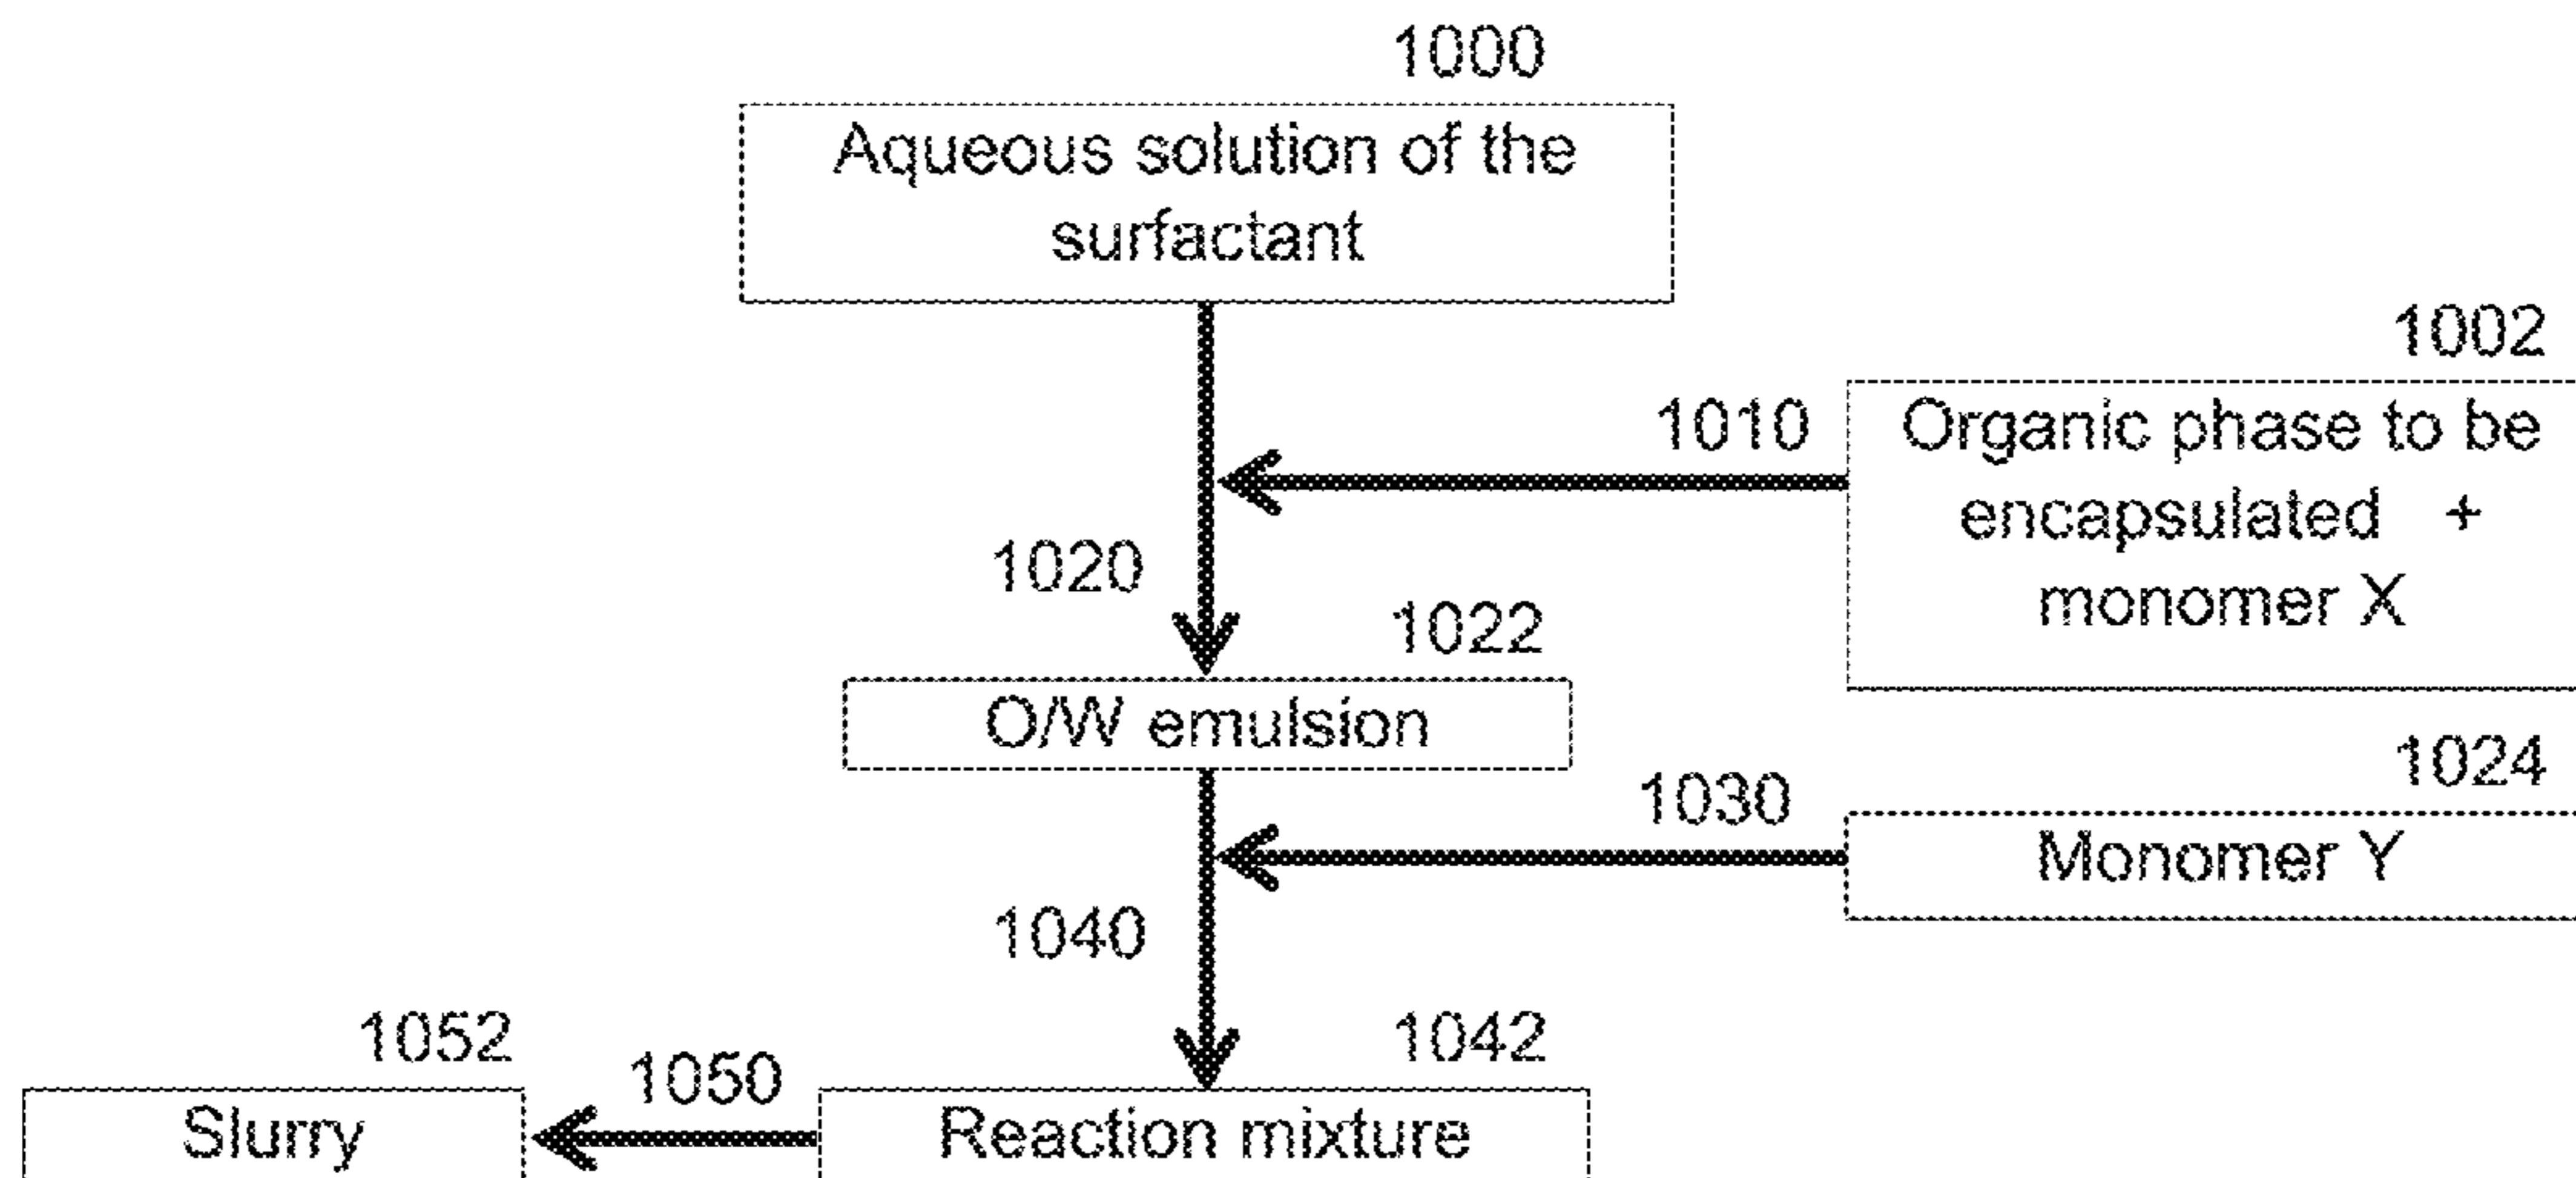 1000
Aqueous solution of the
surfactant
1002
1010
Organic phase to be
encapsulated +
monomer X
1020
1022
O/W emulsion
1024
1030
Monomer Y
1040
1052
1050
1042
Slurry
Reaction mixture